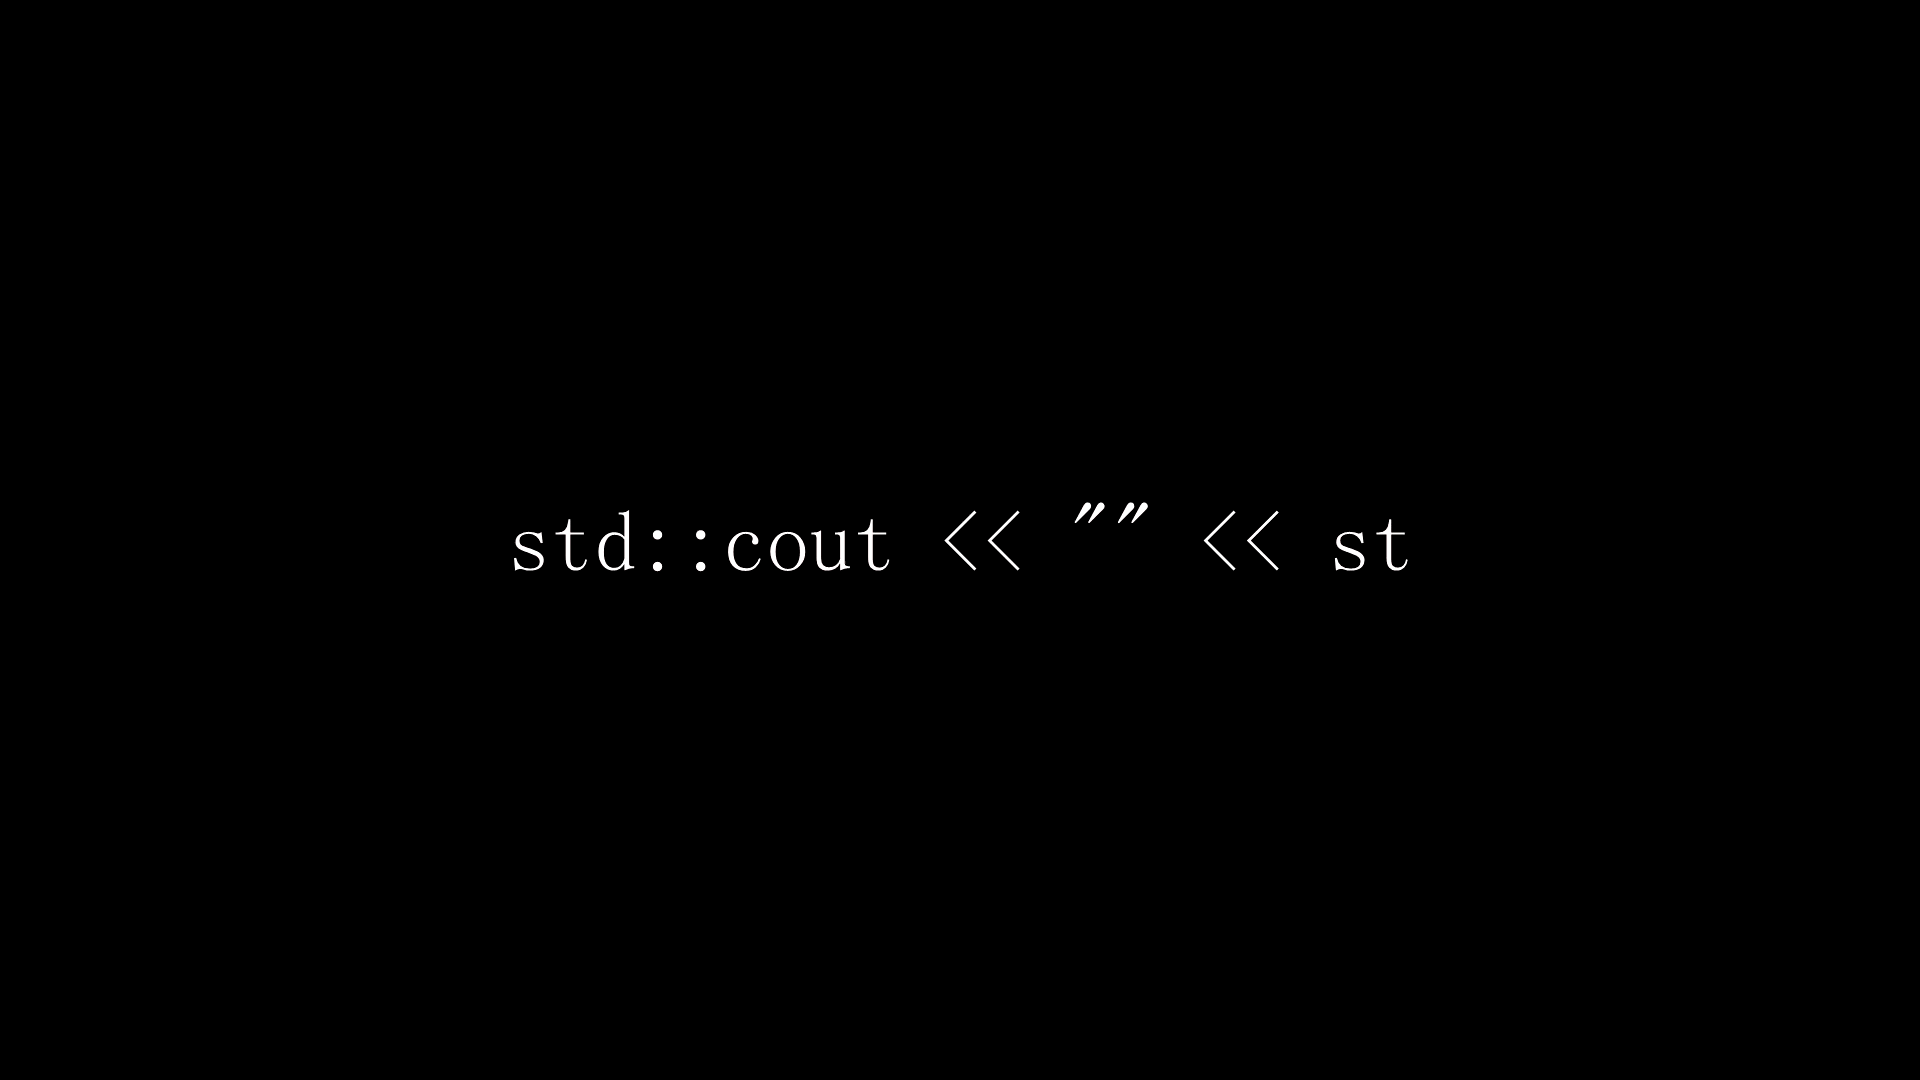 std::cout << "" << st